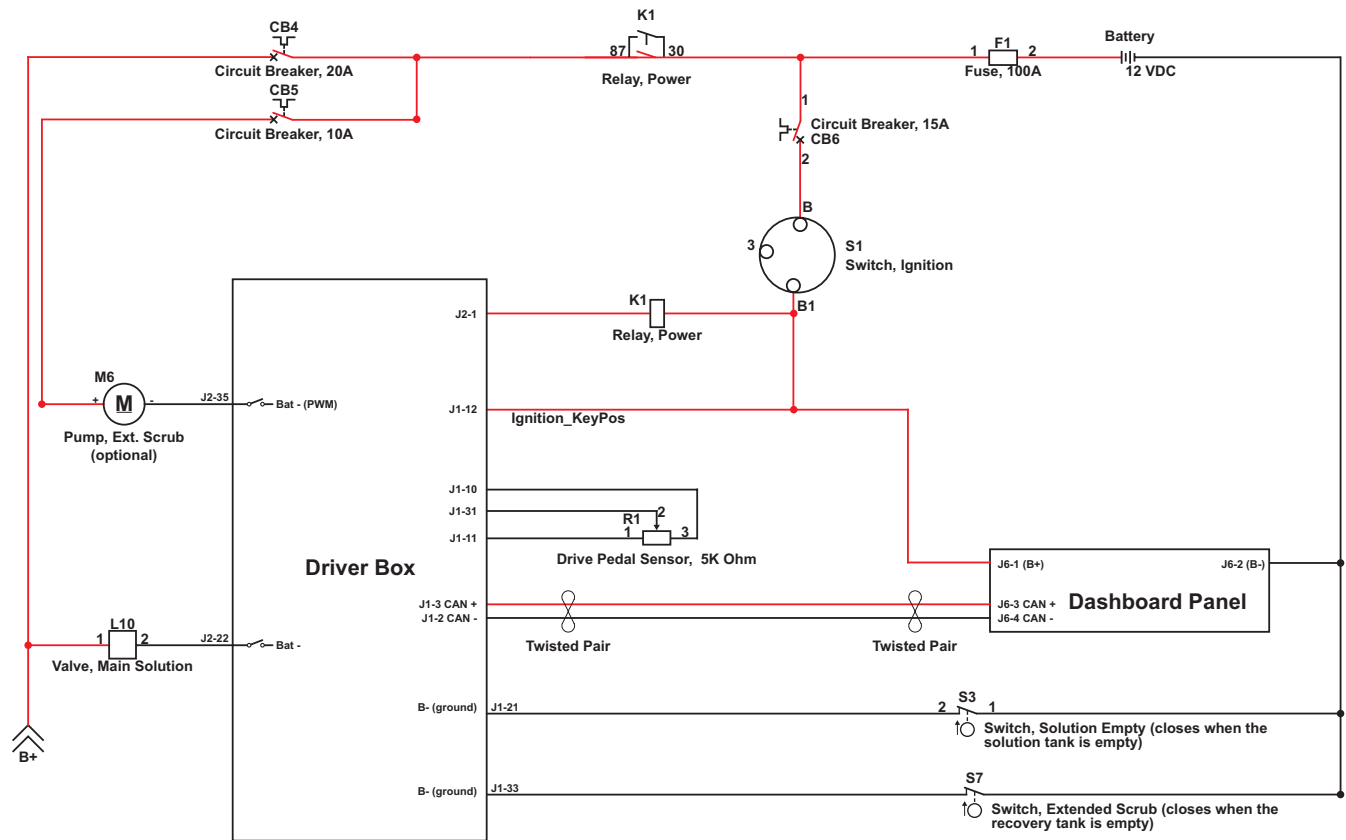 CB4
Circuit Breaker, 20A
CB5
Circuit Breaker, 10A
K1
87
30
Relay, Power
1
F1
2
Fuse, 100A
Battery
12 VDC
1
Circuit Breaker, 15A
CB6
2
B
3
S1
Switch, Ignition
B1
K1
Relay, Power
J2-1
M6
+
M
-
J2-35
Bat - (PWM)
Pump, Ext. Scrub
(optional)
J1-12
Ignition_KeyPos
J1-10
J1-31
J1-11
R1
1
2
3
Drive Pedal Sensor, 5K Ohm
Driver Box
J6-1 (B+)
J6-2 (B-)
Dashboard Panel
J6-3 CAN +
J6-4 CAN -
J1-3 CAN +
J1-2 CAN -
Twisted Pair
Twisted Pair
L10
1
2
J2-22
Bat -
Valve, Main Solution
B+
B- (ground)
J1-21
2
S3
1
Switch, Solution Empty (closes when the
solution tank is empty)
B- (ground)
J1-33
S7
Switch, Extended Scrub (closes when the
recovery tank is empty)